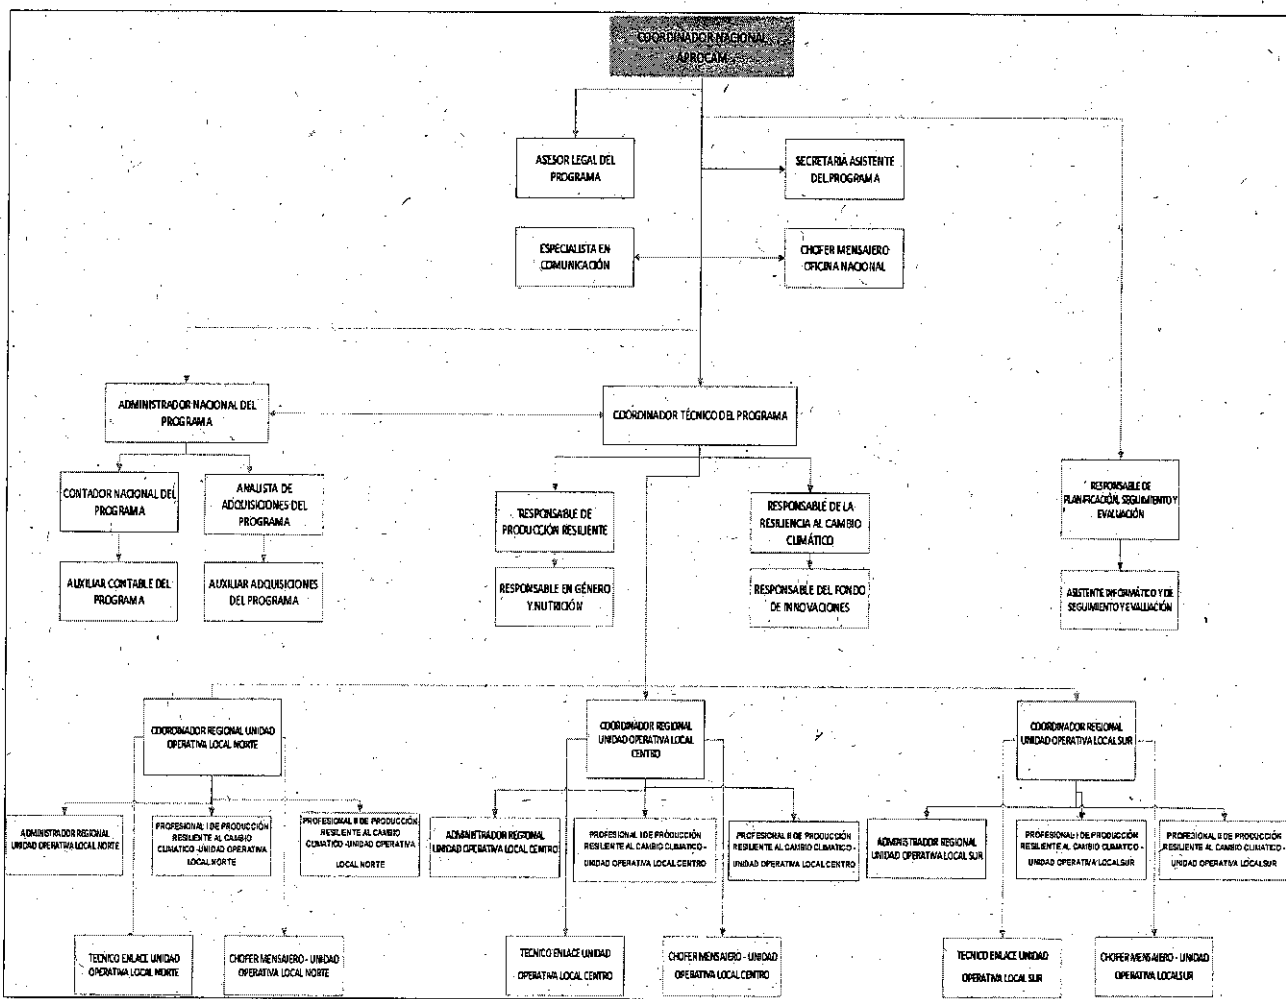 COORDINADOR NACIONAL
APROCAM
ASESOR LEGAL DEL
PROGRAMA
SECRETARIA ASISTENTE
DEL PROGRAMA
ESPECIALISTA EN
COMUNICACIÓN
CHOFER MENSAJERO
OFICINA NACIONAL
ADMINISTRADOR NACIONAL DEL
PROGRAMA
COORDINADOR TÉCNICO DEL PROGRAMA
CONTADOR NACIONAL DEL
PROGRAMA
ANALISTA DE
ADQUISICIONES DEL
PROGRAMA
RESPONSABLE DE
PRODUCCIÓN RESILIENTE
RESPONSABLE DE LA
RESILIENCIA AL CAMBIO
CLIMÁTICO
RESPONSABLE DE
PLANIFICACIÓN, SEGUIMIENTO Y
EVALUACIÓN
AUXILIAR CONTABLE DEL
PROGRAMA
AUXILIAR ADQUISICIONES
DEL PROGRAMA
RESPONSABLE EN GÉNERO
Y NUTRICIÓN
RESPONSABLE DEL FONDO
DE INNOVACIONES
ASISTENTE INFORMÁTICO Y DE
SEGUIMIENTO Y EVALUACIÓN
COORDINADOR REGIONAL UNIDAD
OPERATIVA LOCAL NORTE
COORDINADOR REGIONAL
UNIDAD OPERATIVA LOCAL
CENTRO
COORDINADOR REGIONAL
UNIDAD OPERATIVA LOCAL SUR
ADMINISTRADOR REGIONAL
UNIDAD OPERATIVA LOCAL NORTE
PROFESIONAL I DE PRODUCCIÓN
RESILIENTE AL CAMBIO
CLIMATICO -UNIDAD OPERATIVA
LOCAL NORTE
PROFESIONAL II DE PRODUCCIÓN
RESILIENTE AL CAMBIO
CLIMATICO -UNIDAD OPERATIVA
LOCAL NORTE
ADMINISTRADOR REGIONAL
UNIDAD OPERATIVA LOCAL CENTRO
PROFESIONAL I DE PRODUCCIÓN
RESILIENTE AL CAMBIO CLIMATICO -
UNIDAD OPERATIVA LOCAL CENTRO
PROFESIONAL II DE PRODUCCIÓN
RESILIENTE AL CAMBIO CLIMATICO -
UNIDAD OPERATIVA LOCAL CENTRO
ADMINISTRADOR REGIONAL
UNIDAD OPERATIVA LOCAL SUR
PROFESIONAL I DE PRODUCCIÓN
RESILIENTE AL CAMBIO CLIMATICO -
UNIDAD OPERATIVA LOCAL SUR
PROFESIONAL II DE PRODUCCIÓN
RESILIENTE AL CAMBIO CLIMATICO -
UNIDAD OPERATIVA LOCAL SUR
TECNICO ENLACE UNIDAD
OPERATIVA LOCAL NORTE
CHOFER MENSAJERO - UNIDAD
OPERATIVA LOCAL NORTE
TECNICO ENLACE UNIDAD
OPERATIVA LOCAL CENTRO
CHOFER MENSAJERO - UNIDAD
OPERATIVA LOCAL CENTRO
TECNICO ENLACE UNIDAD
OPERATIVA LOCAL SUR
CHOFER MENSAJERO - UNIDAD
OPERATIVA LOCAL SUR